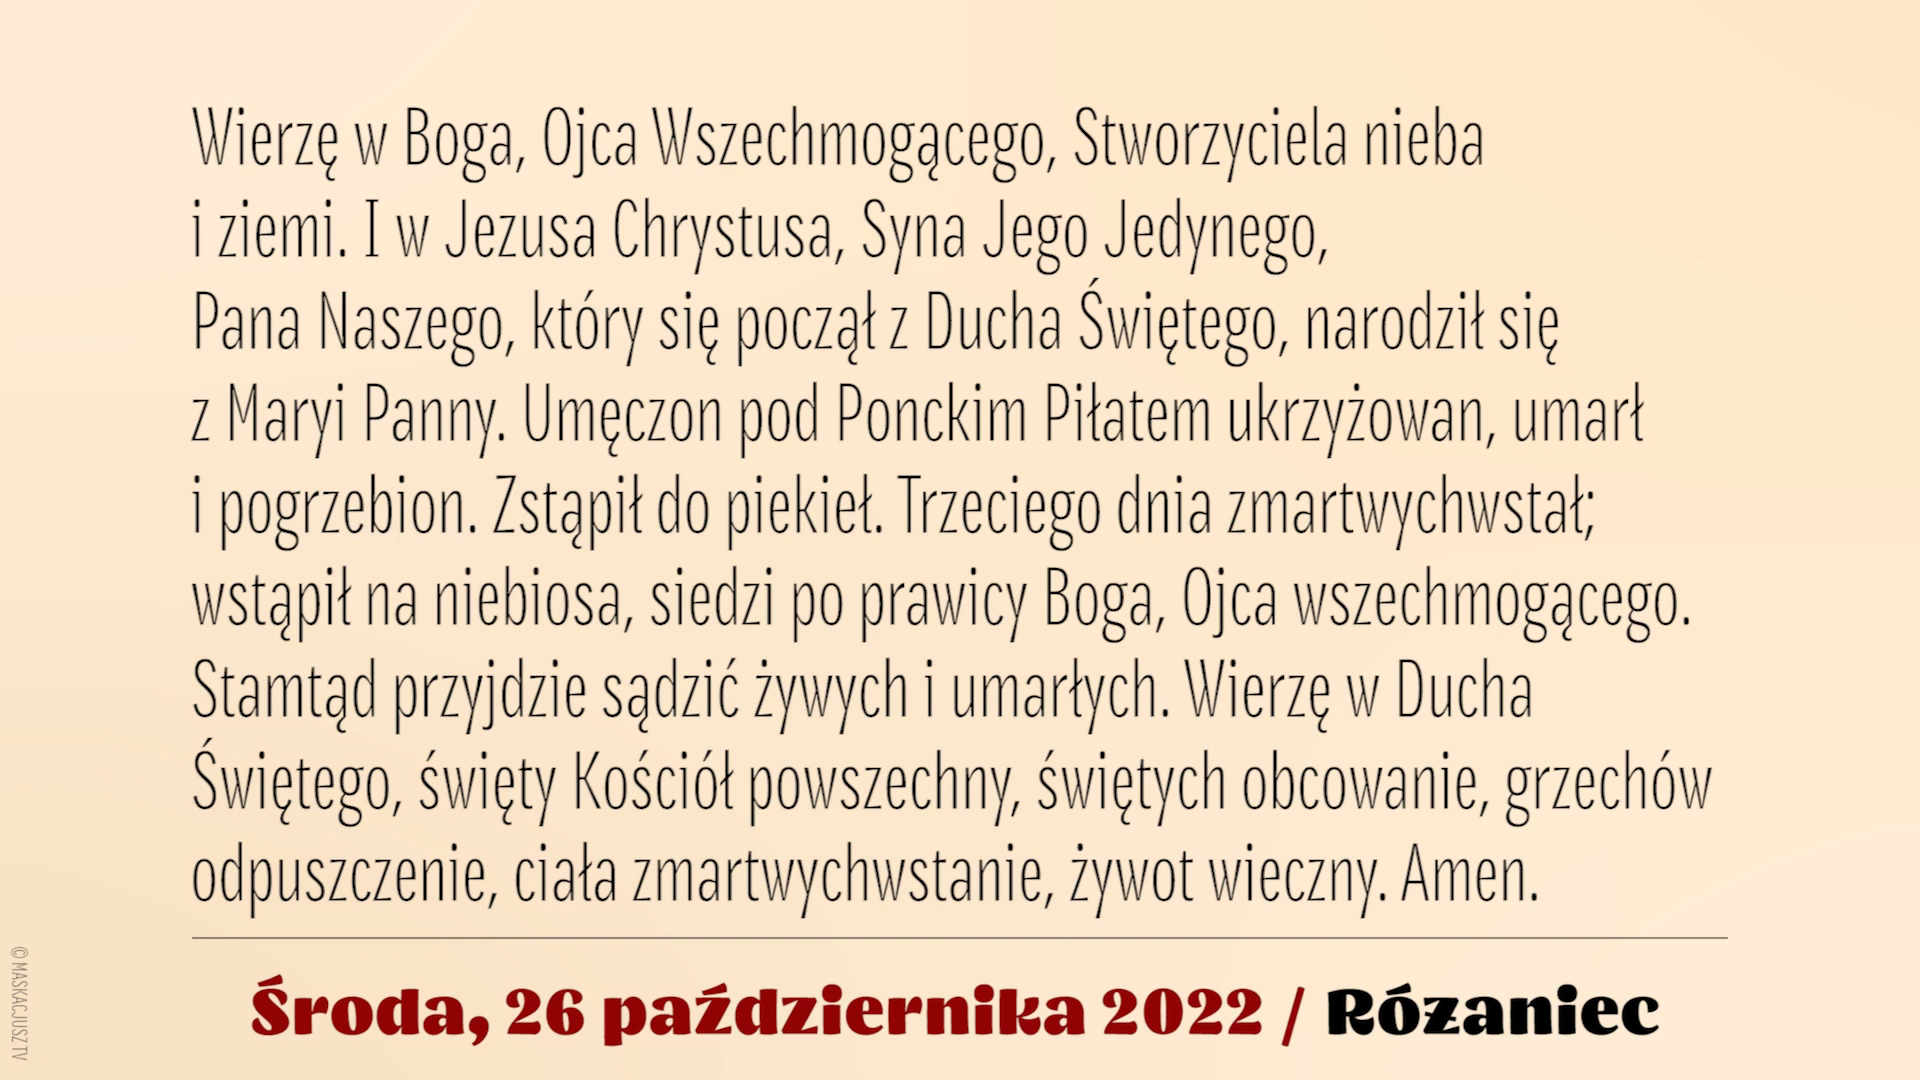 Wierzę w Boga, Ojca Wszechmogącego, Stworzyciela nieba
i ziemi. I w Jezusa Chrystusa, Syna Jego Jedynego,
Pana Naszego, który się począł z Ducha Świętego, narodził się
z Maryi Panny. Umęczon pod Ponckim Piłatem ukrzyżowan, umarł
i pogrzebion. Zstąpił do piekieł. Trzeciego dnia zmartwychwstał;
wstąpił na niebiosa, siedzi po prawicy Boga, Ojca wszechmogącego.
Stamtąd przyjdzie sądzić żywych i umarłych. Wierzę w Ducha
Świętego, święty Kościół powszechny, świętych obcowanie, grzechów
odpuszczenie, ciała zmartwychwstanie, żywot wieczny. Amen.
Środa, 26 października 2022 / Różaniec
© MASKACJUSZ TV